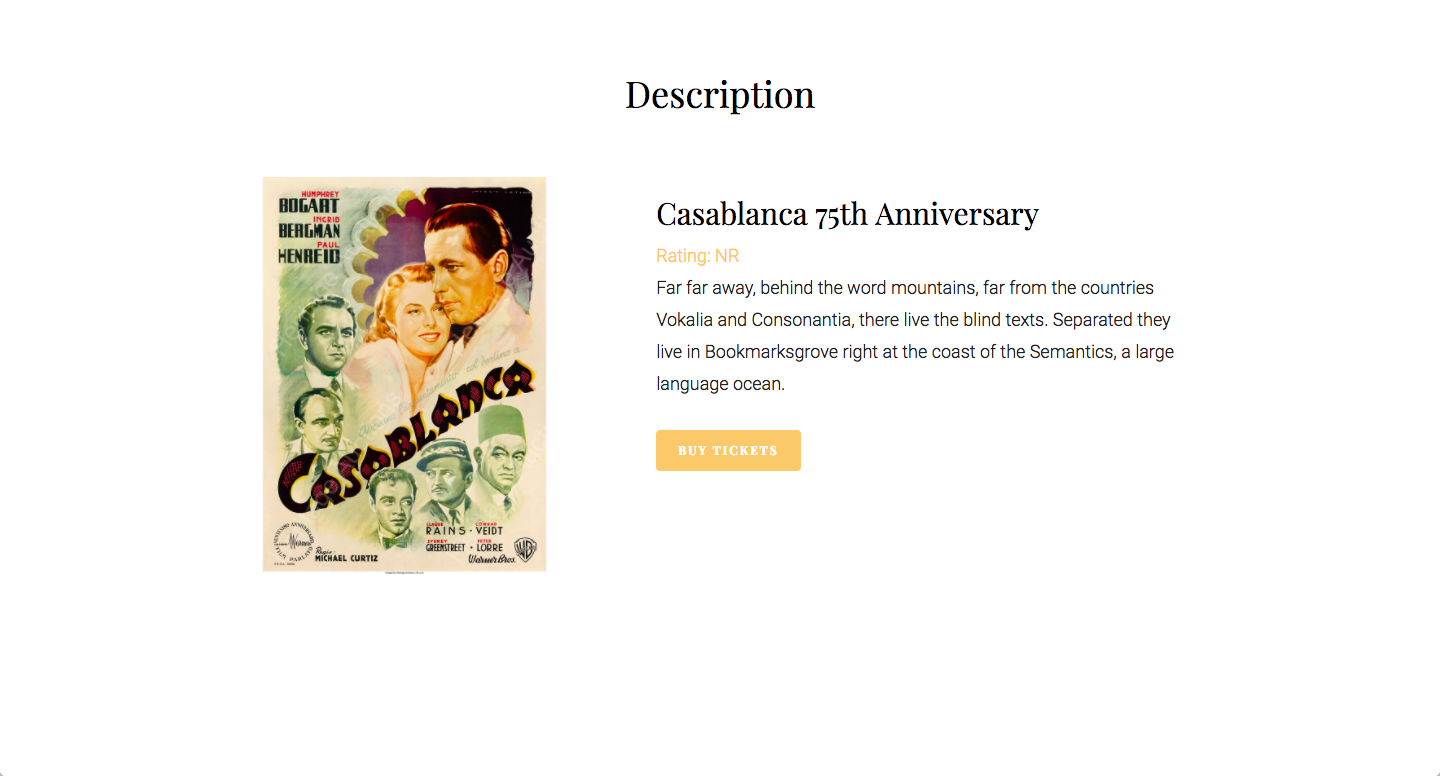 Description
HUMPHREY
BOGART
INGRID
BERGMAN
PAUL
HENREID
CASABLANCA
CLAUDE CONRAD
RAINS · VEIDT
SYDNEY PETER
GREENSTREET · LORRE
Regia:
MICHAEL CURTIZ
Warner Bros
WB
Casablanca 75th Anniversary
Rating: NR
Far far away, behind the word mountains, far from the countries
Vokalia and Consonantia, there live the blind texts. Separated they
live in Bookmarksgrove right at the coast of the Semantics, a large
language ocean.
BUY TICKETS